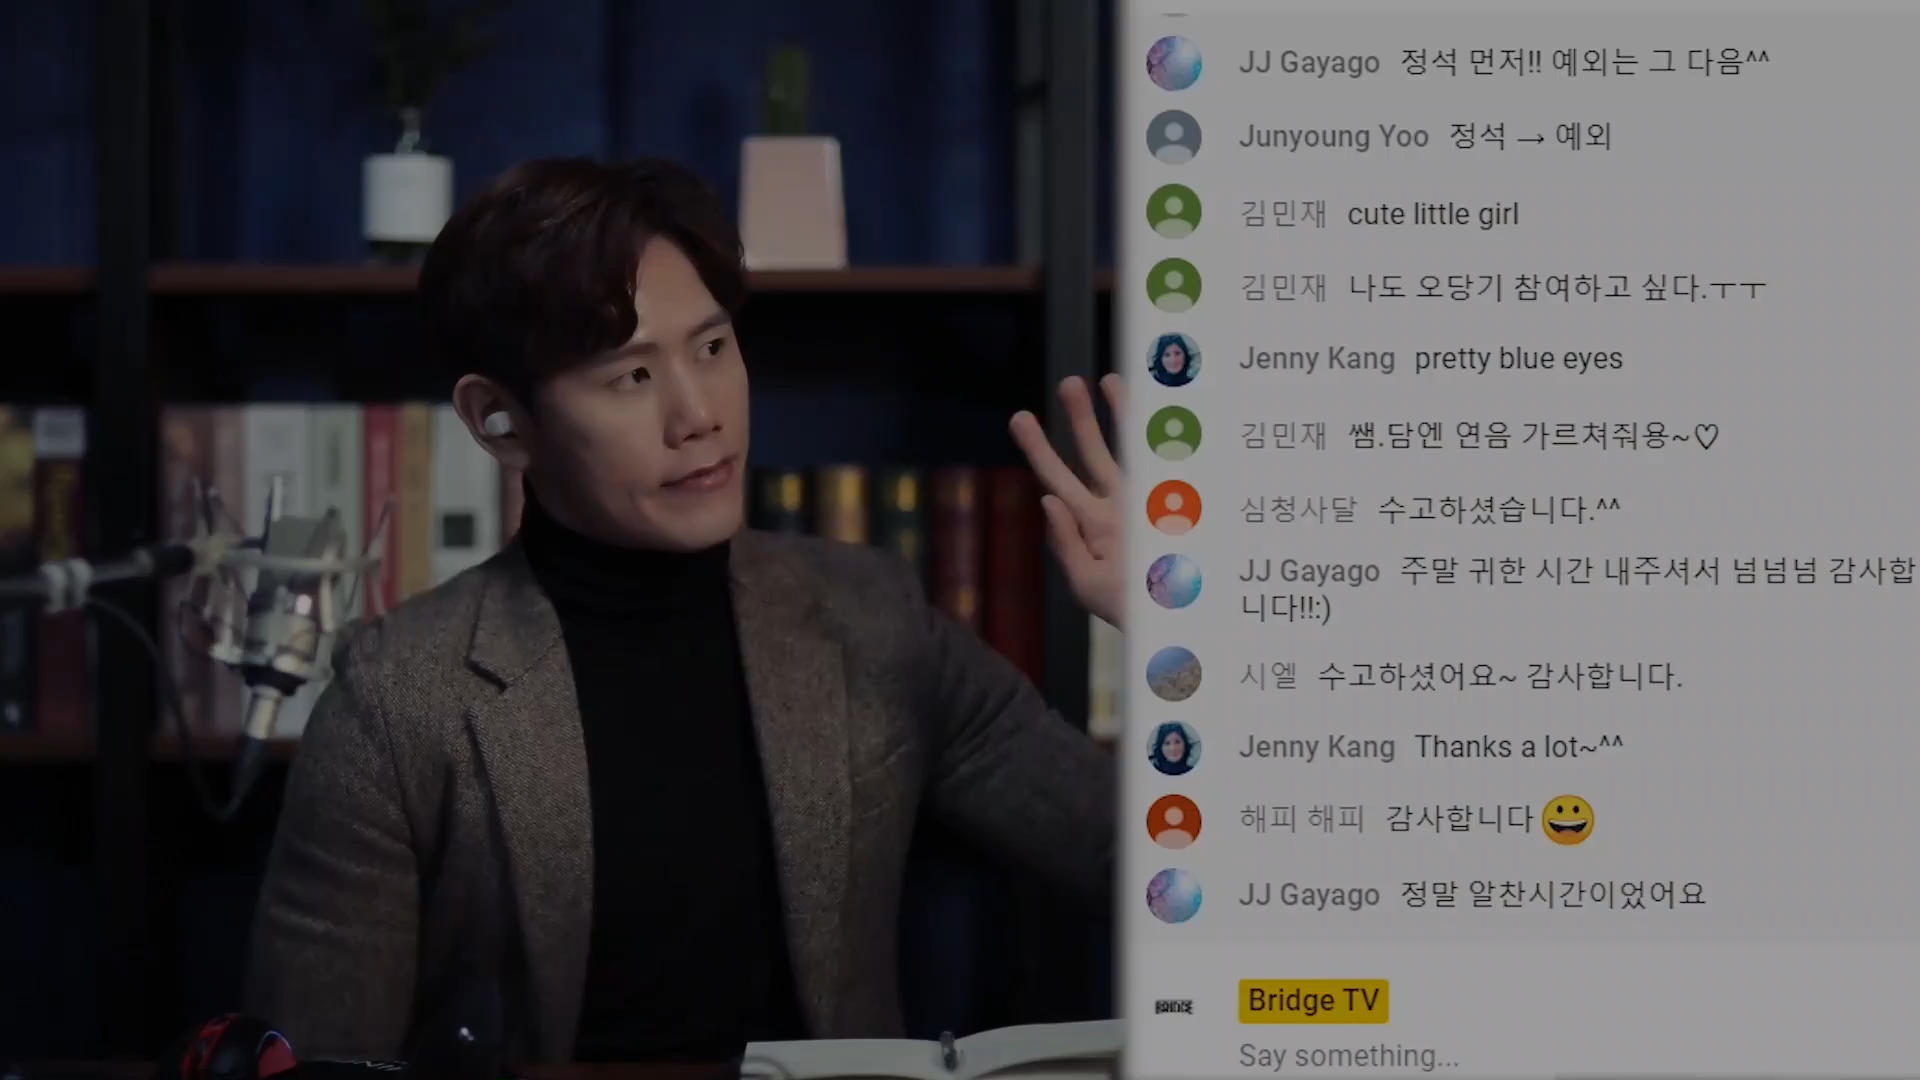 JJ Gayago 정석 먼저!! 예외는 그 다음^^
Junyoung Yoo 정석 → 예외
김민재 cute little girl
김민재 나도 오당기 참여하고 싶다.ㅜㅜ
Jenny Kang pretty blue eyes
김민재 쌤.담엔 연음 가르쳐줘용~♡
심청사달 수고하셨습니다.^^
JJ Gayago 주말 귀한 시간 내주셔서 넘넘넘 감사합
니다!!:)
시엘 수고하셨어요~ 감사합니다.
Jenny Kang Thanks a lot~^^
해피 해피 감사합니다😀
JJ Gayago 정말 알찬시간이었어요
BRIDGE
Bridge TV
Say something...